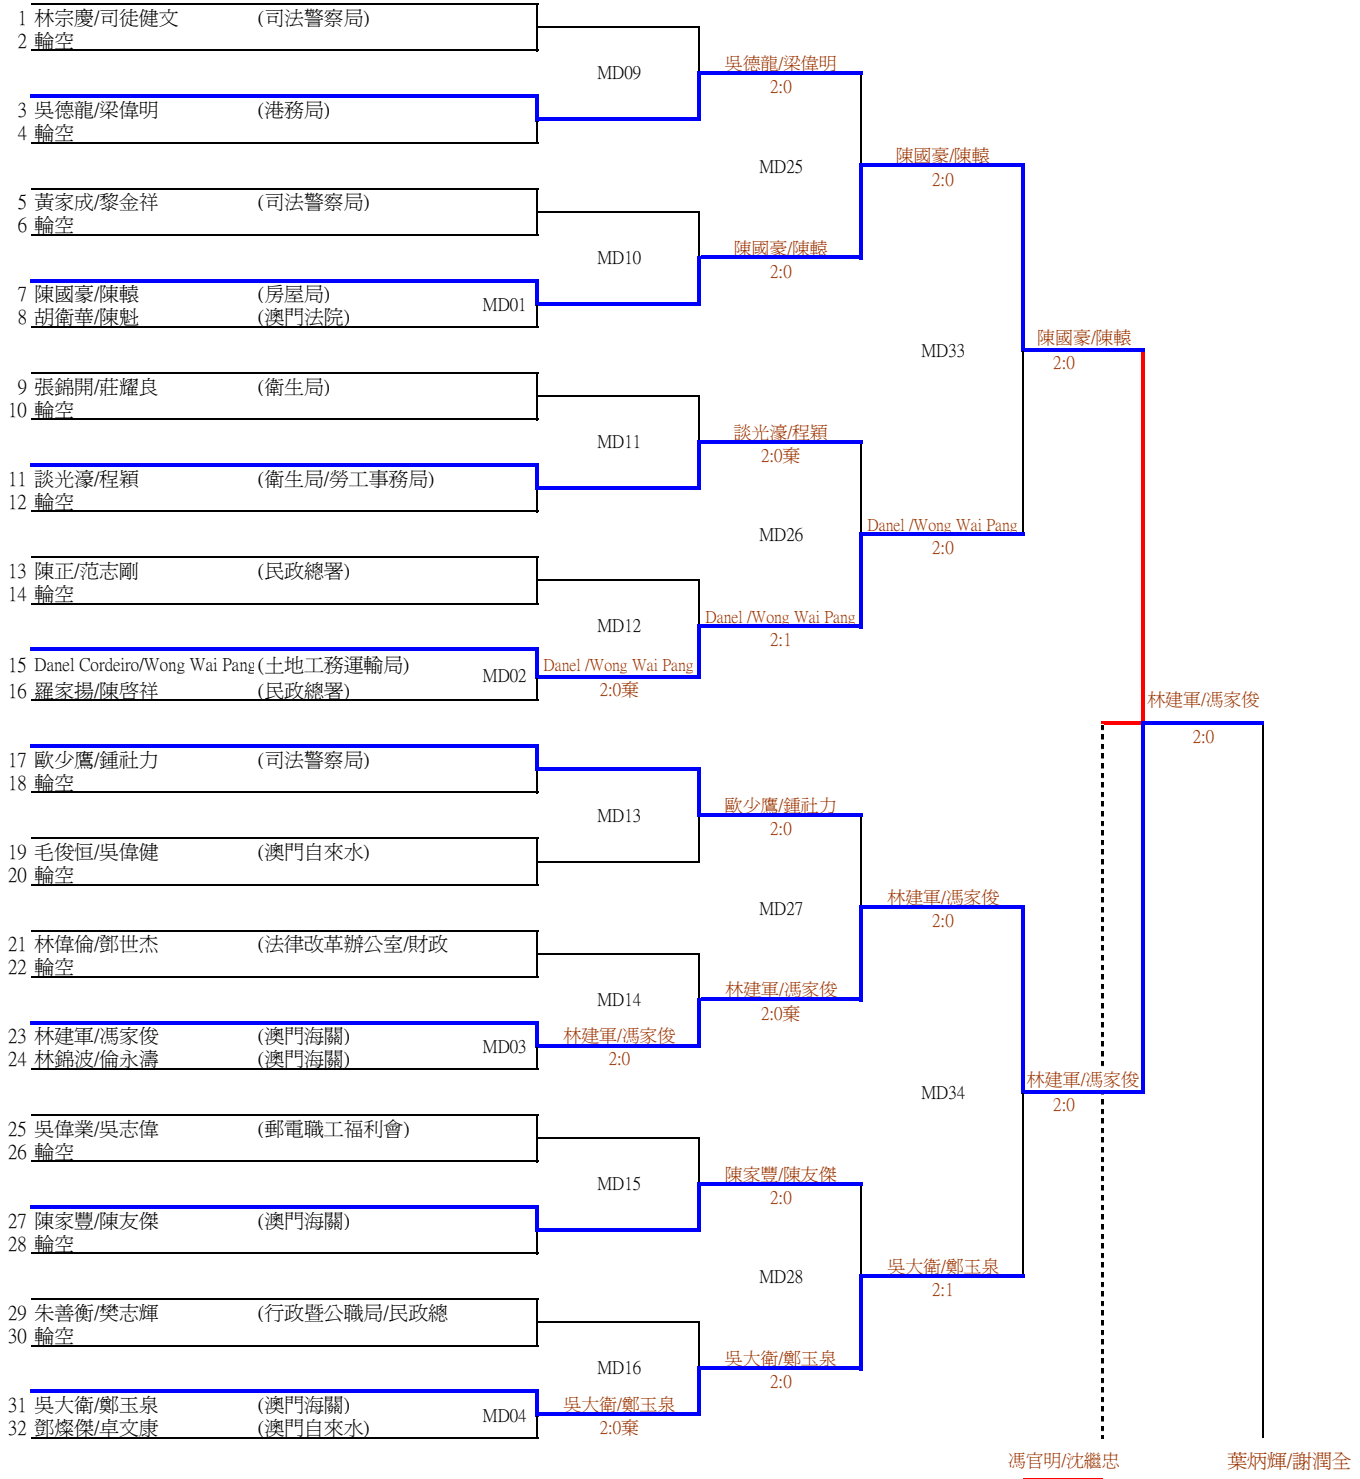 1 林宗慶/司徒健文 (司法警察局)
2 輪空
MD09
吳德龍/梁偉明
2:0
3 吳德龍/梁偉明 (港務局)
4 輪空
MD25
陳國豪/陳轅
2:0
5 黃家成/黎金祥 (司法警察局)
6 輪空
MD10
陳國豪/陳轅
2:0
7 陳國豪/陳轅 (房屋局)
MD01
8 胡衛華/陳魁 (澳門法院)
MD33
陳國豪/陳轅
2:0
9 張錦開/莊耀良 (衛生局)
10 輪空
MD11
談光濠/程穎
2:0棄
11 談光濠/程穎 (衛生局/勞工事務局)
12 輪空
MD26
Danel /Wong Wai Pang
2:0
13 陳正/范志剛 (民政總署)
14 輪空
MD12
Danel /Wong Wai Pang
2:1
15 Danel Cordeiro/Wong Wai Pang (土地工務運輸局)
MD02
Danel /Wong Wai Pang
2:0棄
16 羅家揚/陳啓祥 (民政總署)
林建軍/馮家俊
2:0
17 歐少鷹/鍾社力 (司法警察局)
18 輪空
MD13
歐少鷹/鍾社力
2:0
19 毛俊恒/吳偉健 (澳門自來水)
20 輪空
MD27
林建軍/馮家俊
2:0
21 林偉倫/鄧世杰 (法律改革辦公室/財政
22 輪空
MD14
林建軍/馮家俊
2:0棄
23 林建軍/馮家俊 (澳門海關)
MD03
林建軍/馮家俊
2:0
24 林錦波/倫永濤 (澳門海關)
MD34
林建軍/馮家俊
2:0
25 吳偉業/吳志偉 (郵電職工福利會)
26 輪空
MD15
陳家豐/陳友傑
2:0
27 陳家豐/陳友傑 (澳門海關)
28 輪空
MD28
吳大衛/鄭玉泉
2:1
29 朱善衡/樊志輝 (行政暨公職局/民政總
30 輪空
MD16
吳大衛/鄭玉泉
2:0
31 吳大衛/鄭玉泉 (澳門海關)
MD04
吳大衛/鄭玉泉
2:0棄
32 鄧燦傑/卓文康 (澳門自來水)
馮官明/沈繼忠
葉炳輝/謝潤全